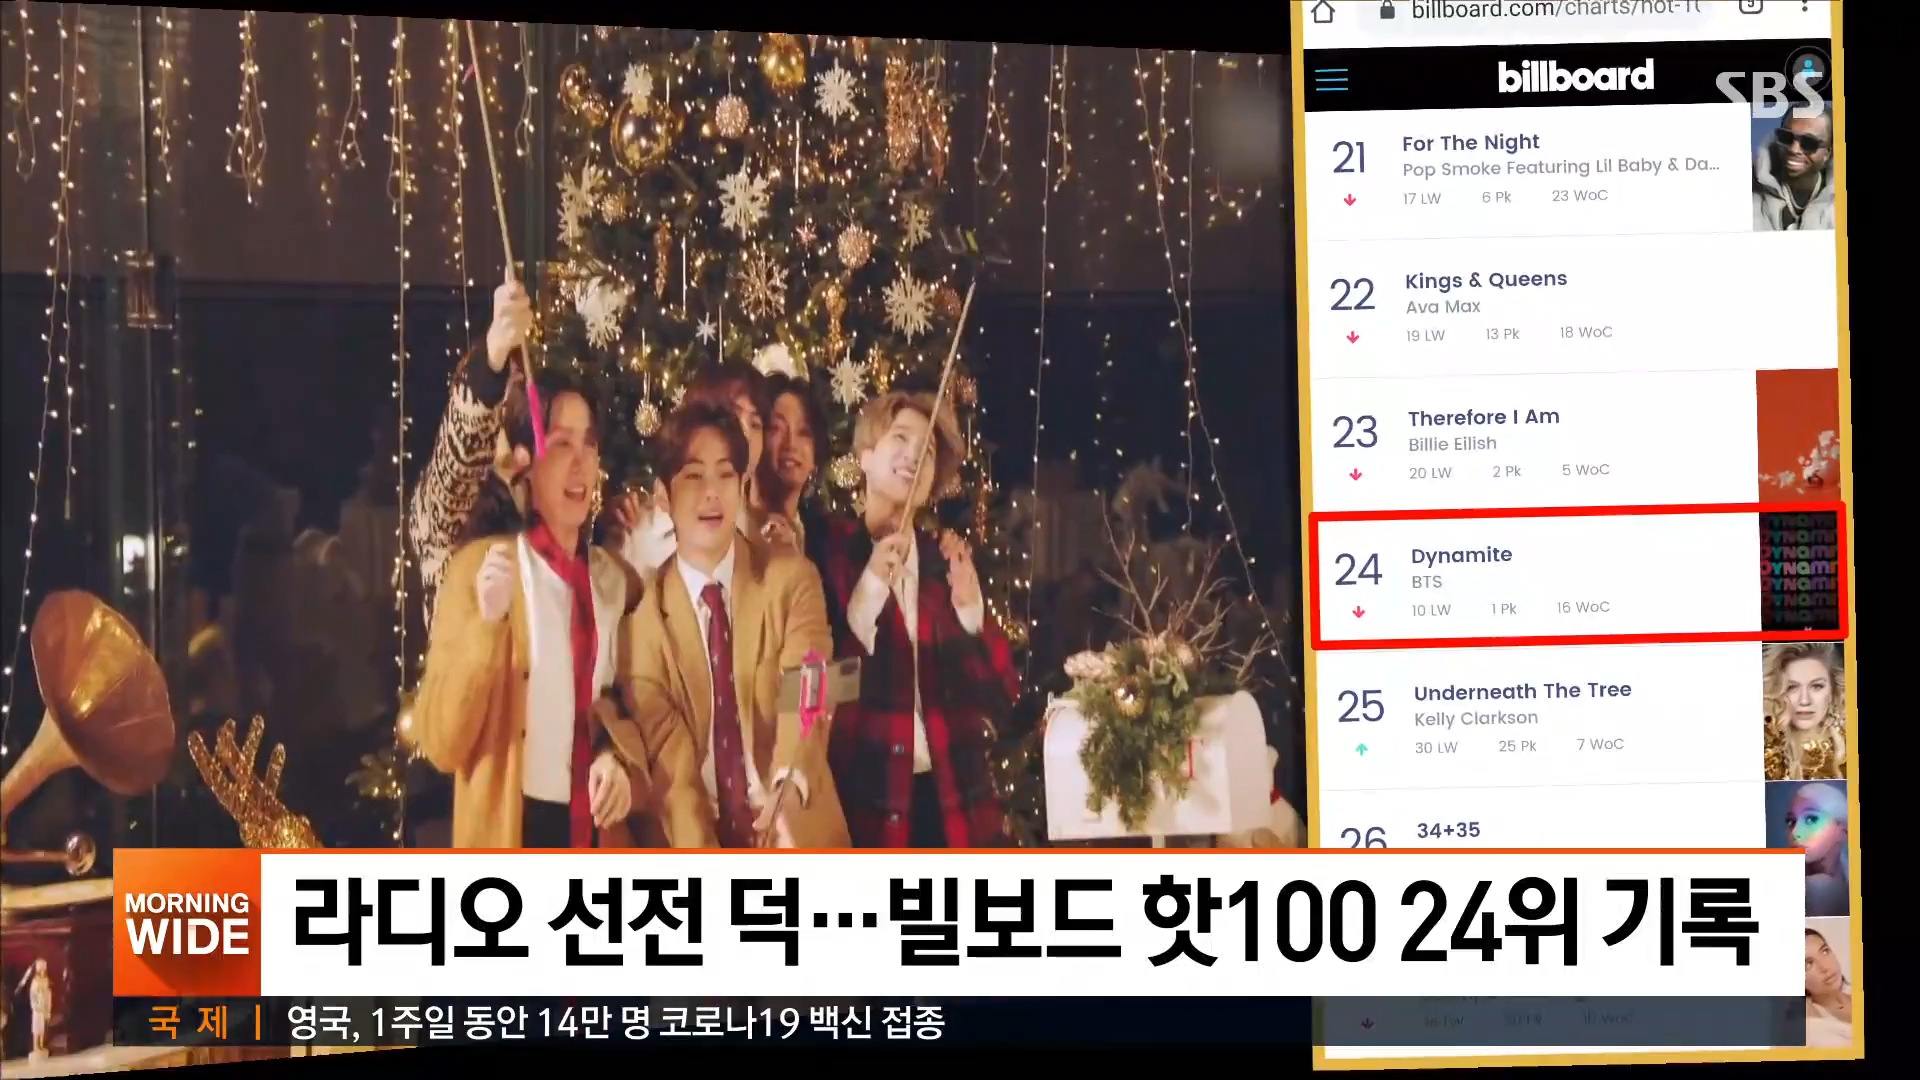 billboard.com/charts/hot-1
9
billboard
SBS
21
For The Night
Pop Smoke Featuring Lil Baby & Da...
17 LW 6 Pk 23 WoC
22
Kings & Queens
Ava Max
19 LW 13 Pk 18 WoC
23
Therefore I Am
Billie Eilish
20 LW 2 Pk 5 WoC
24
Dynamite
BTS
10 LW 1 Pk 16 WoC
DYNAMI
25
Underneath The Tree
Kelly Clarkson
30 LW 25 Pk 7 WoC
26
34+35
MORNING
WIDE
라디오 선전 덕…빌보드 핫100 24위 기록
국제 | 영국, 1주일 동안 14만 명 코로나19 백신 접종